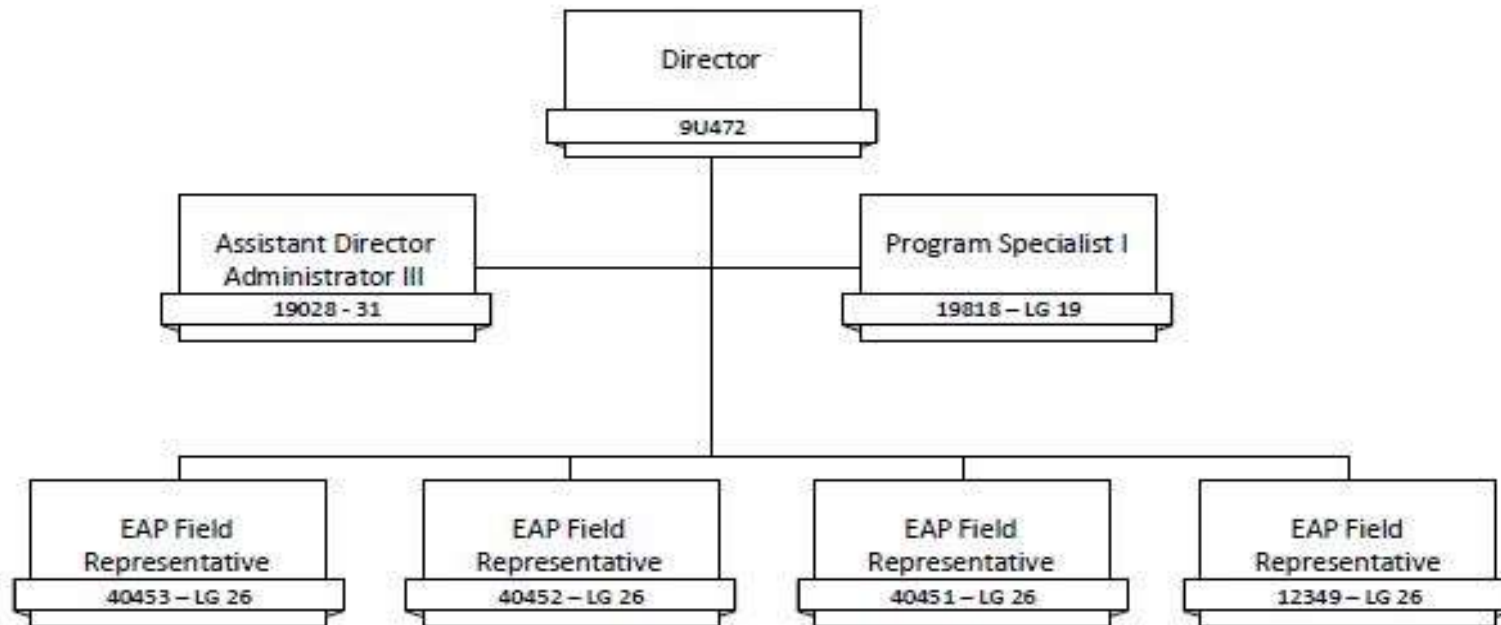 Director
9U472
Assistant Director
Administrator III
19028 - 31
Program Specialist I
19818 – LG 19
EAP Field
Representative
40453 – LG 26
EAP Field
Representative
40452 – LG 26
EAP Field
Representative
40451 – LG 26
EAP Field
Representative
12349 – LG 26